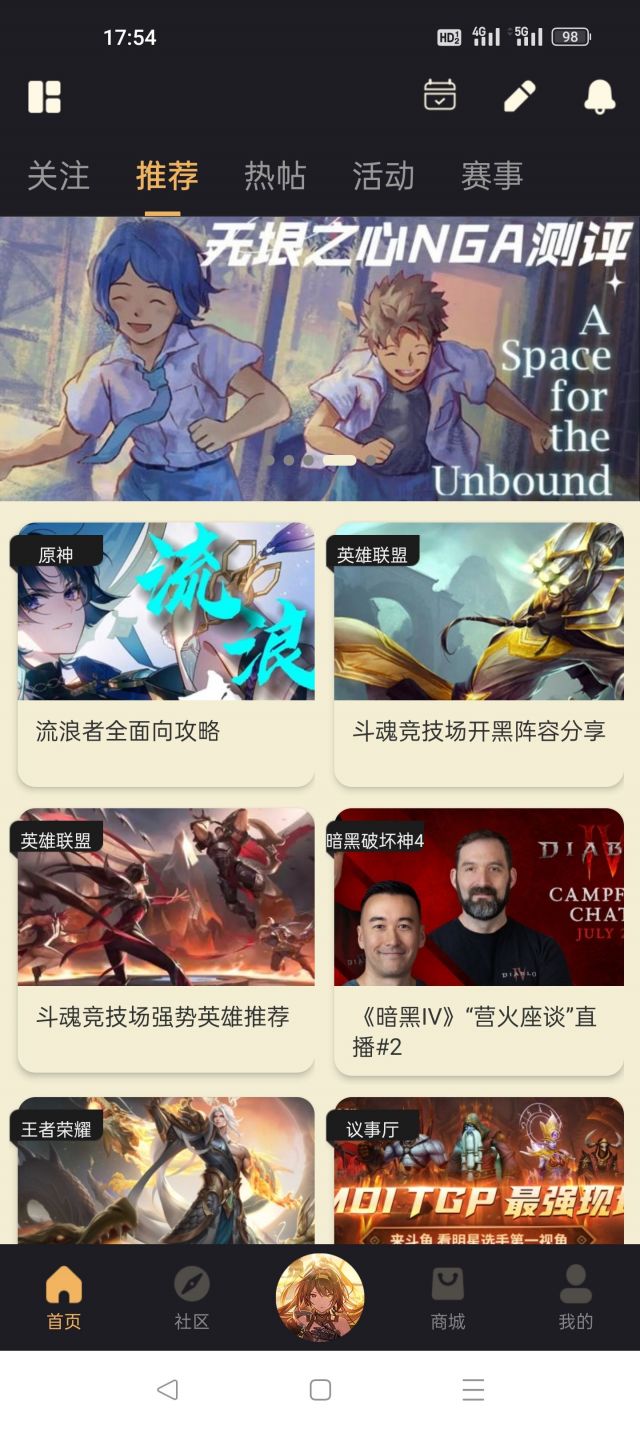 17:54
HD 1 2 4G 5G 98
关注 推荐 热帖 活动 赛事
无垠之心NGA测评
A
Space
for
the
Unbound
原神
流浪
流浪者全面向攻略
英雄联盟
斗魂竞技场开黑阵容分享
英雄联盟
斗魂竞技场强势英雄推荐
暗黑破坏神4
DIAB
IV
CAMPF
CHAT
JULY 2
DIABLO
《暗黑IV》“营火座谈”直
播#2
王者荣耀
议事厅
MOI TGP 最强现
来斗鱼 看明星选手第一视角
首页 社区 商城 我的